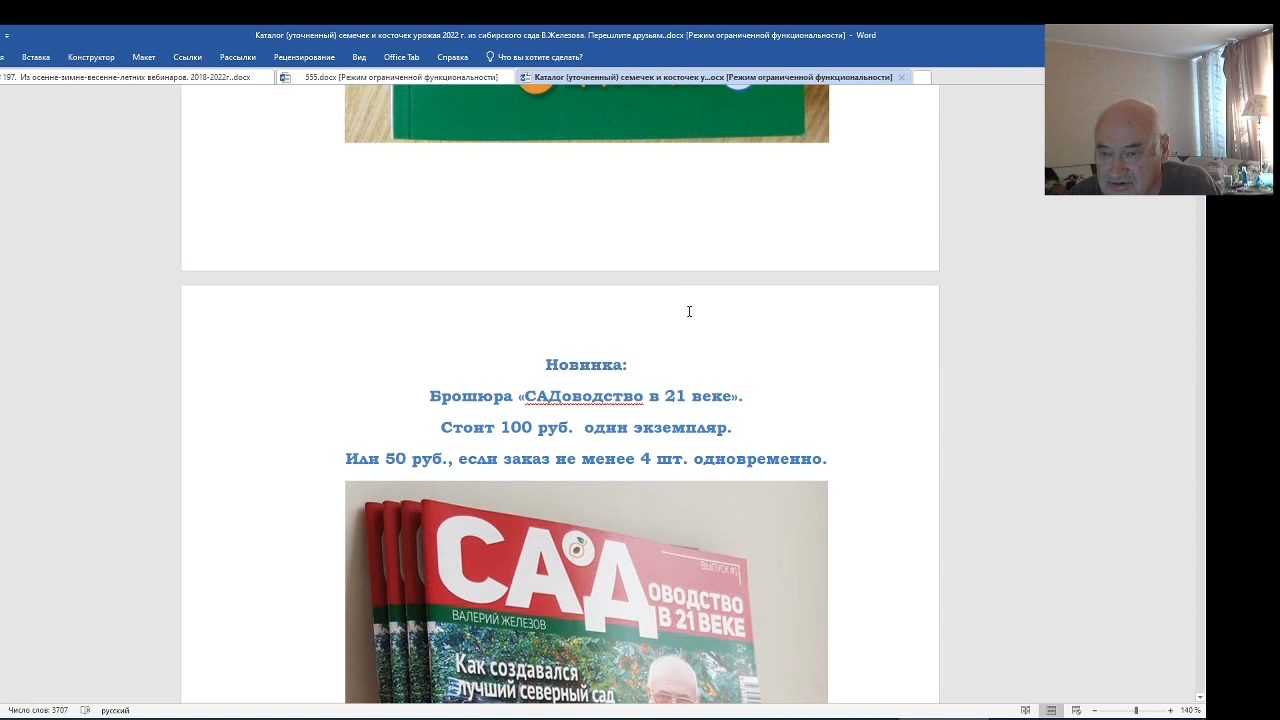 Каталог (уточненный) семечек и косточек урожая 2022 г. из сибирского сада В.Железова. Перешлите друзьям..docx [Режим ограниченной функциональности] - Word
Вставка Конструктор Макет Ссылки Рассылки Рецензирование Вид Office Tab Справка Что вы хотите сделать?
197. Из осенне-зимне-весенне-летних вебинаров. 2018-2022г..docx 555.docx [Режим ограниченной функциональности] Каталог (уточненный) семечек и косточек у...осх [Режим ограниченной функциональности]
Новинка:
Брошюра «САДоводство в 21 веке».
Стоит 100 руб. один экземпляр.
Или 50 руб., если заказ не менее 4 шт. одновременно.
ВЫПУСК #1
САДОВОДСТВО
В 21 ВЕКЕ
ВАЛЕРИЙ ЖЕЛЕЗОВ
12+
Как создавался
лучший северный сад
Число слов: 3707 русский 140 %